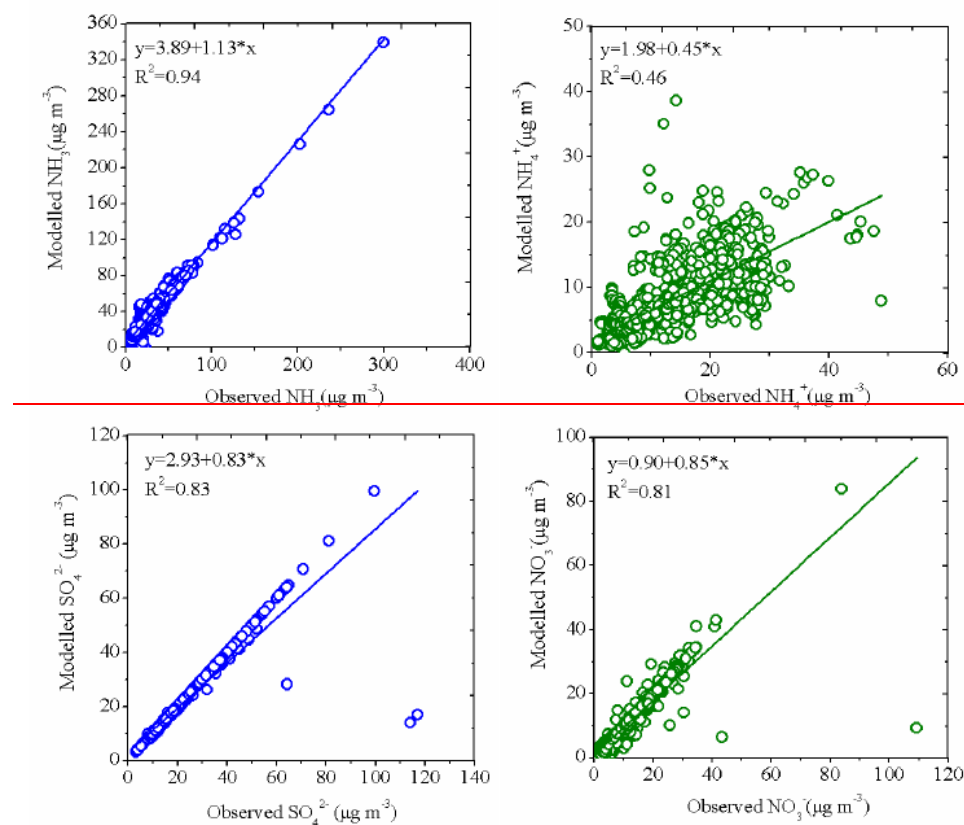 y=3.89+1.13*x
R²=0.94
Modelled NH₃(μg m⁻³)
360
320
280
240
200
160
120
80
40
0
0 100 200 300 400
Observed NH₃(μg m⁻³)
y=1.98+0.45*x
R²=0.46
Modelled NH₄⁺(μg m⁻³)
50
40
30
20
10
0
0 20 40 60
Observed NH₄⁺(μg m⁻³)
y=2.93+0.83*x
R²=0.83
Modelled SO₄²⁻ (μg m⁻³)
120
100
80
60
40
20
0
0 20 40 60 80 100 120 140
Observed SO₄²⁻ (μg m⁻³)
y=0.90+0.85*x
R²=0.81
Modelled NO₃⁻(μg m⁻³)
100
80
60
40
20
0
0 20 40 60 80 100 120
Observed NO₃⁻(μg m⁻³)